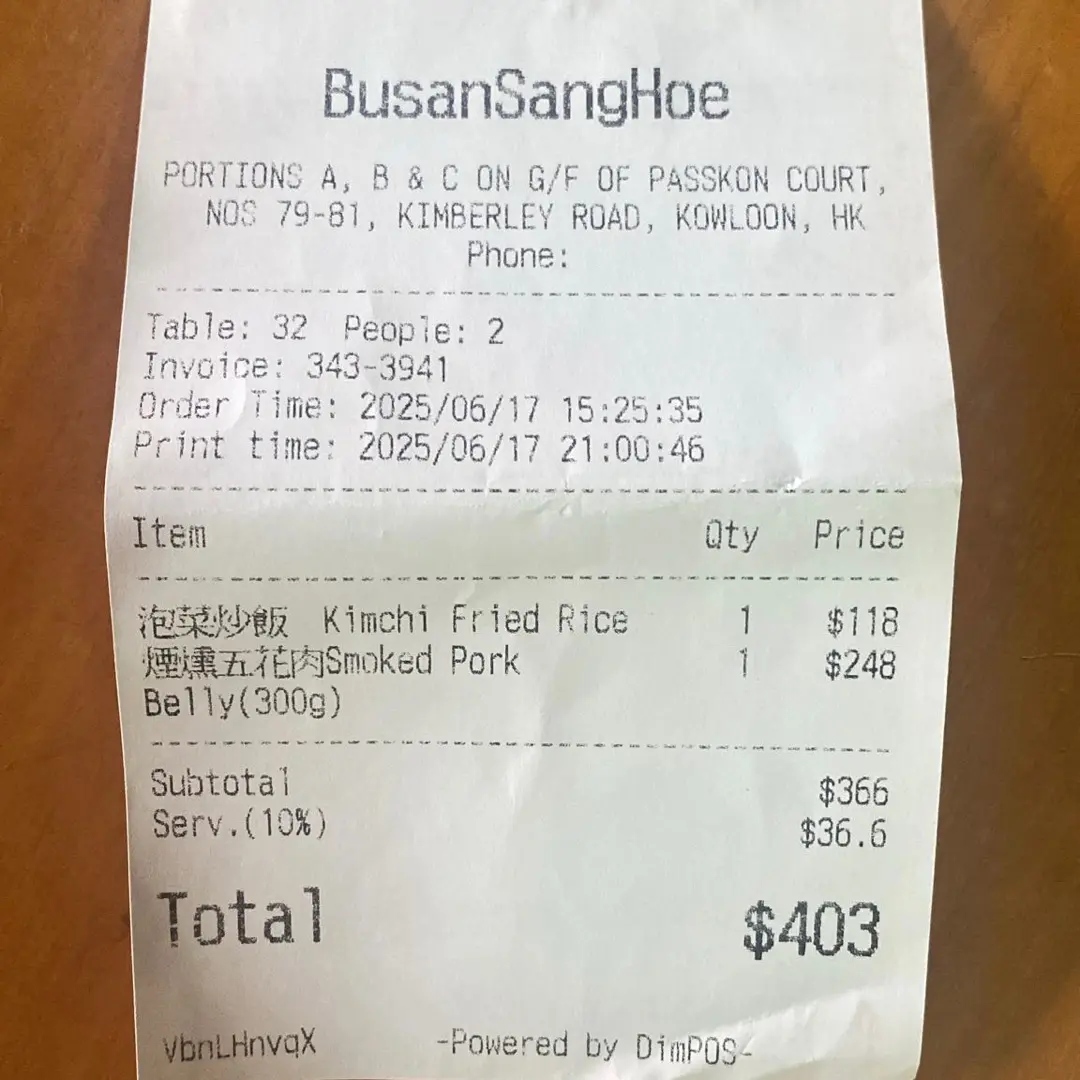 BusanSangHoe
PORTIONS A, B & C ON G/F OF PASSKON COURT,
NOS 79-81, KIMBERLEY ROAD, KOWLOON, HK
Phone:
Table: 32 People: 2
Invoice: 343-3941
Order Time: 2025/06/17 15:25:35
Print time: 2025/06/17 21:00:46
Item Qty Price
泡菜炒飯 Kimchi Fried Rice 1 $118
煙燻五花肉Smoked Pork 1 $248
Belly(300g)
Subtotal $366
Serv.(10%) $36.6
Total $403
VbnLHnvqX -Powered by DimPOS-